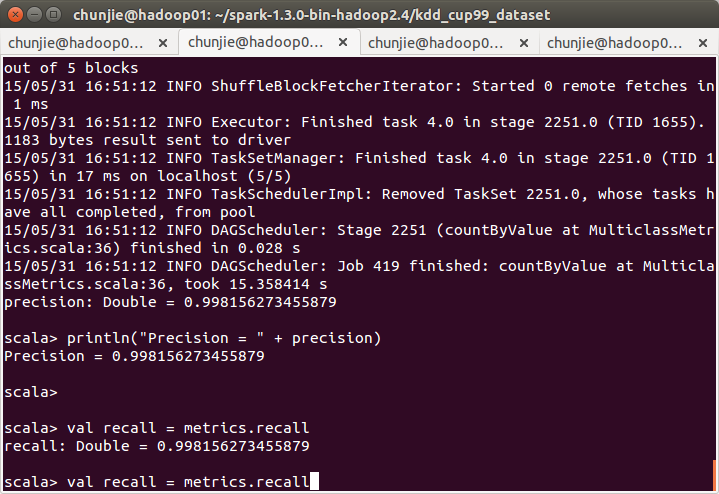 chunjie@hadoop01: ~/spark-1.3.0-bin-hadoop2.4/kdd_cup99_dataset
chunjie@hadoop0... × chunjie@hadoop0... × chunjie@hadoop0... × chunjie@hadoop0... ×
out of 5 blocks
15/05/31 16:51:12 INFO ShuffleBlockFetcherIterator: Started 0 remote fetches in
 1 ms
15/05/31 16:51:12 INFO Executor: Finished task 4.0 in stage 2251.0 (TID 1655).
1183 bytes result sent to driver
15/05/31 16:51:12 INFO TaskSetManager: Finished task 4.0 in stage 2251.0 (TID 1
655) in 17 ms on localhost (5/5)
15/05/31 16:51:12 INFO TaskSchedulerImpl: Removed TaskSet 2251.0, whose tasks h
ave all completed, from pool
15/05/31 16:51:12 INFO DAGScheduler: Stage 2251 (countByValue at MulticlassMetr
ics.scala:36) finished in 0.028 s
15/05/31 16:51:12 INFO DAGScheduler: Job 419 finished: countByValue at Multicla
ssMetrics.scala:36, took 15.358414 s
precision: Double = 0.998156273455879
scala> println("Precision = " + precision)
Precision = 0.998156273455879
scala>
scala> val recall = metrics.recall
recall: Double = 0.998156273455879
scala> val recall = metrics.recall